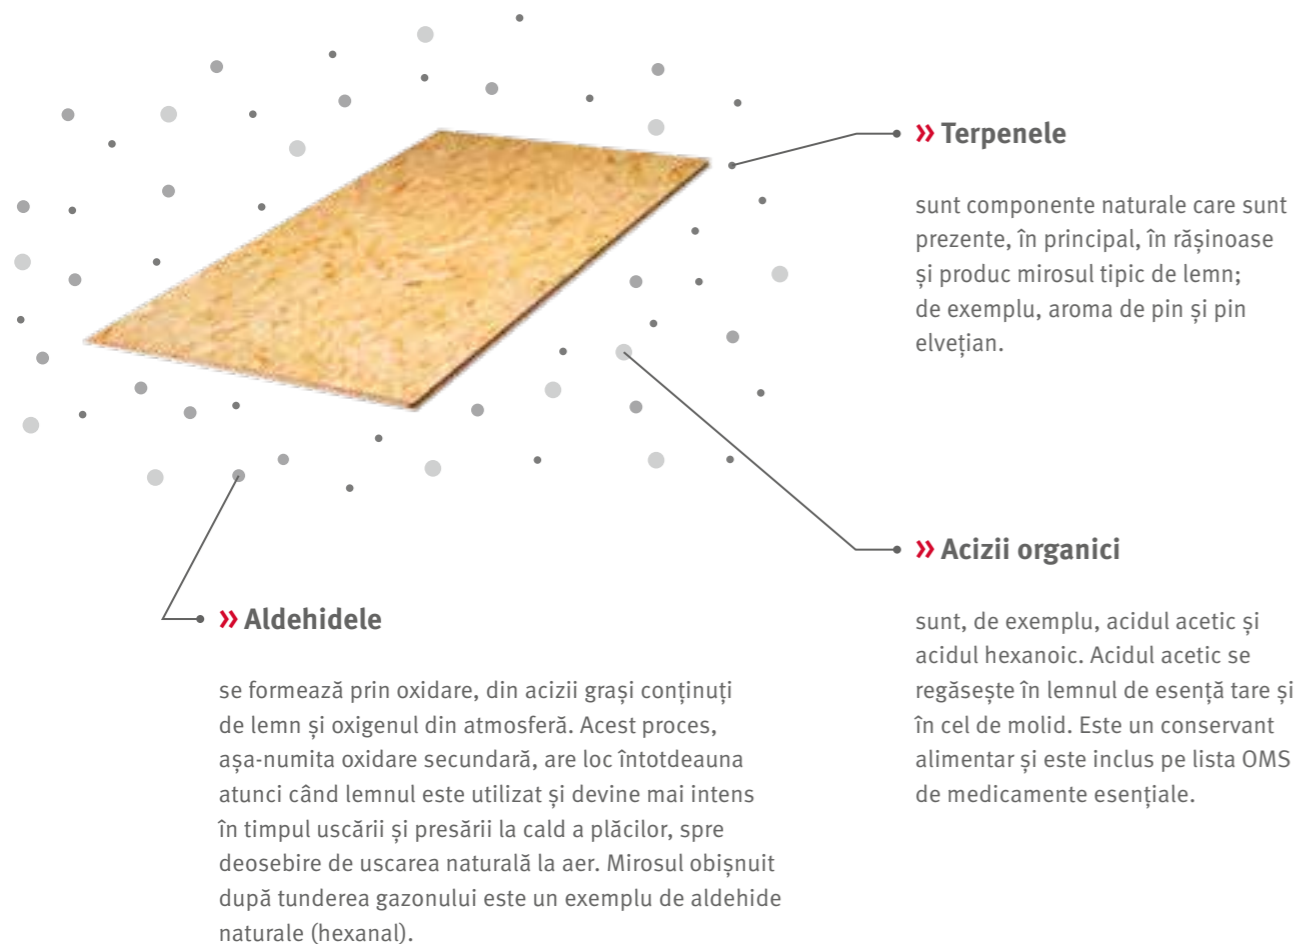 » Terpenele
sunt componente naturale care sunt
prezente, în principal, în rășinoase
și produc mirosul tipic de lemn;
de exemplu, aroma de pin și pin
elvețian.
» Acizii organici
sunt, de exemplu, acidul acetic și
acidul hexanoic. Acidul acetic se
regăsește în lemnul de esență tare și
în cel de molid. Este un conservant
alimentar și este inclus pe lista OMS
de medicamente esențiale.
» Aldehidele
se formează prin oxidare, din acizii grași conținuți
de lemn și oxigenul din atmosferă. Acest proces,
așa-numita oxidare secundară, are loc întotdeauna
atunci când lemnul este utilizat și devine mai intens
în timpul uscării și presării la cald a plăcilor, spre
deosebire de uscarea naturală la aer. Mirosul obișnuit
după tunderea gazonului este un exemplu de aldehide
naturale (hexanal).